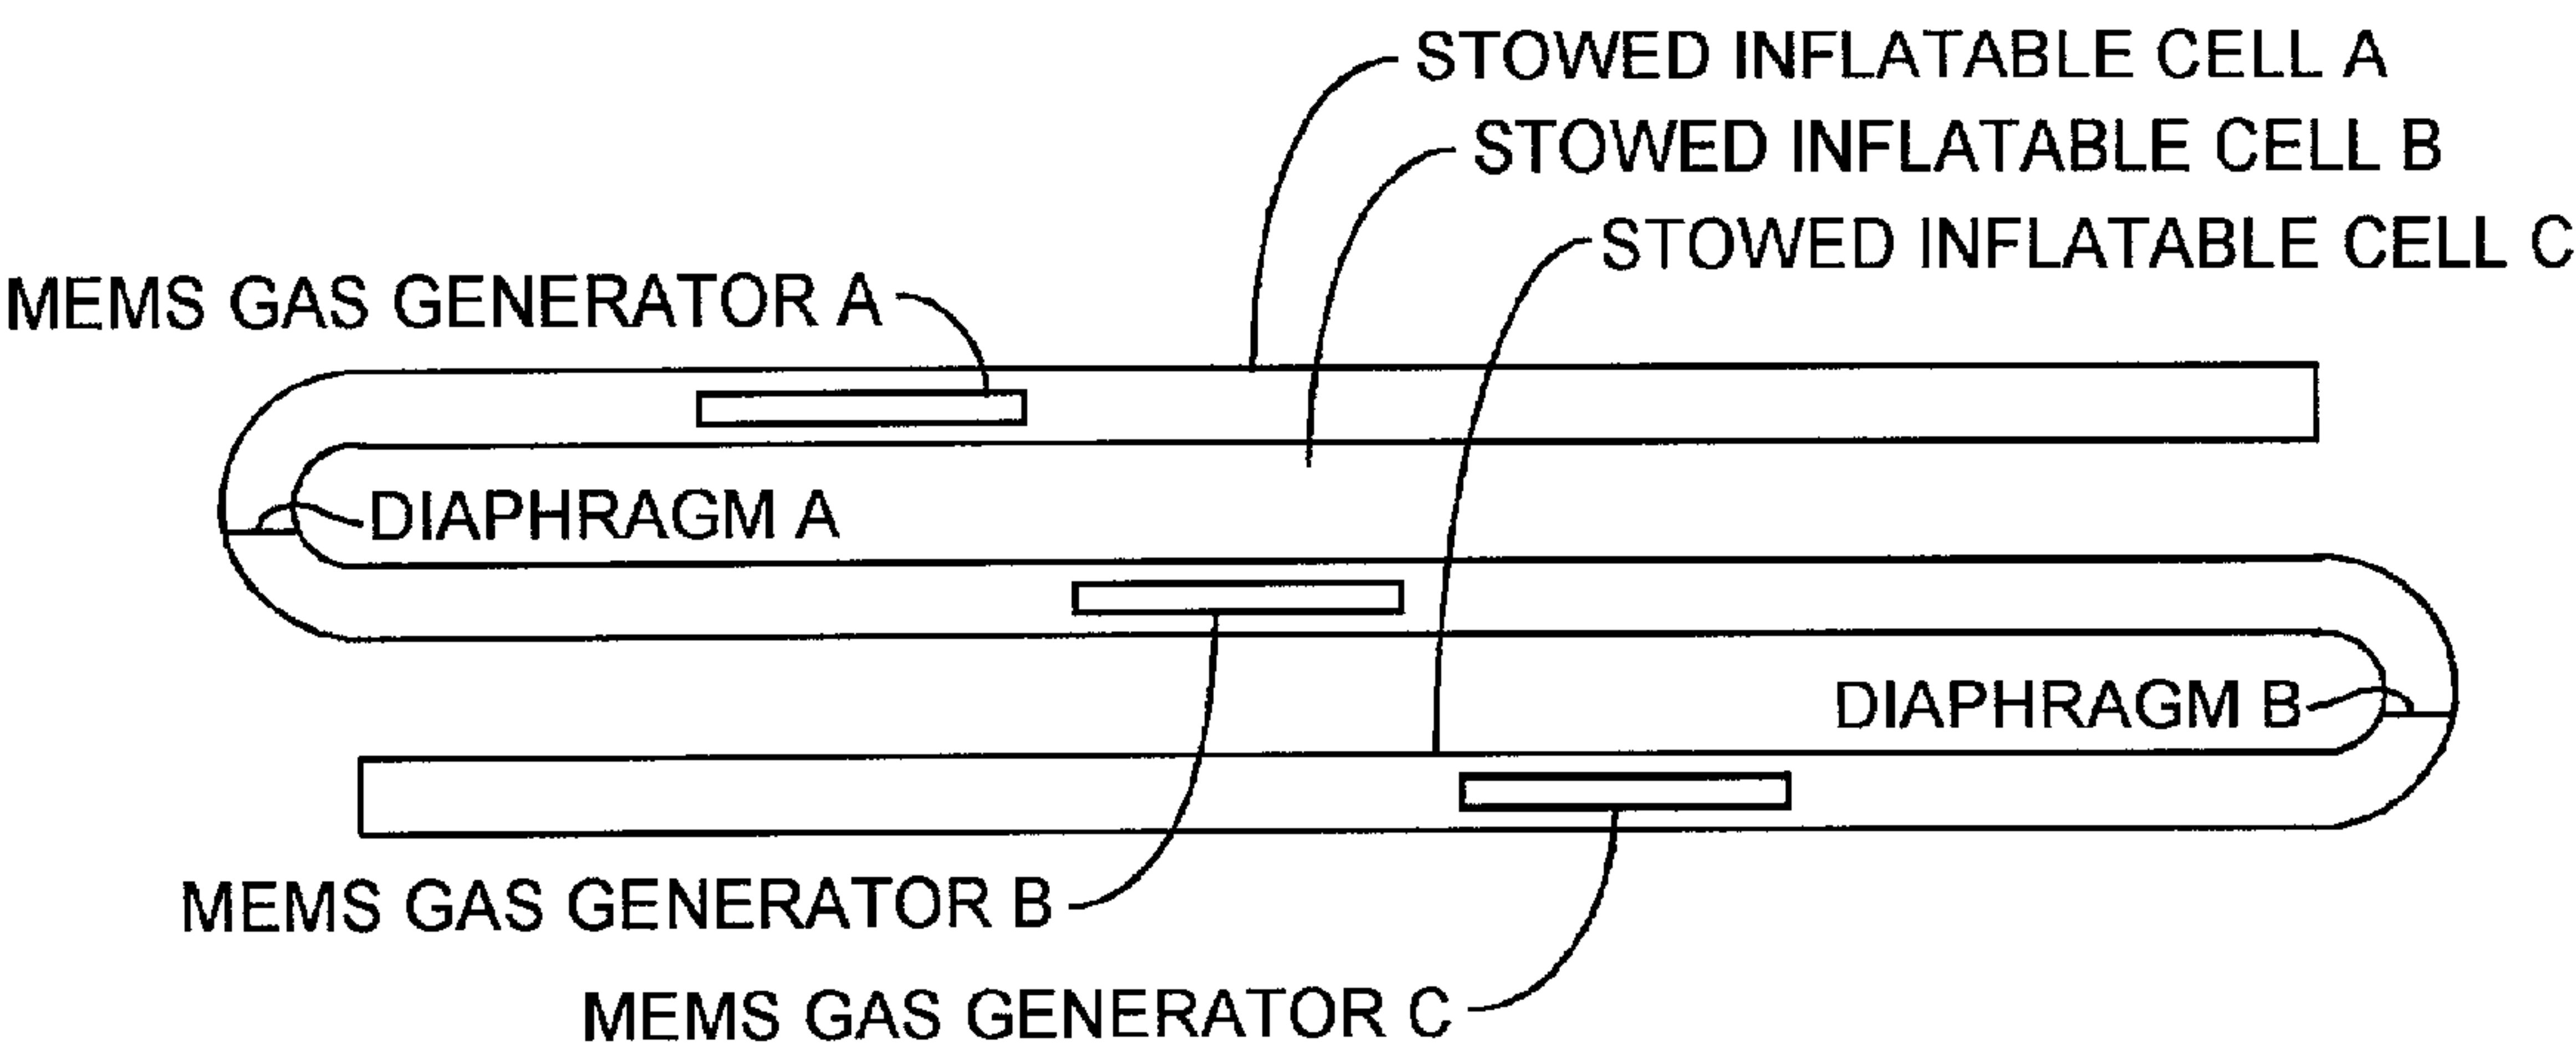 STOWED INFLATABLE CELL A
STOWED INFLATABLE CELL B
STOWED INFLATABLE CELL C
MEMS GAS GENERATOR A
DIAPHRAGM A
DIAPHRAGM B
MEMS GAS GENERATOR B
MEMS GAS GENERATOR C